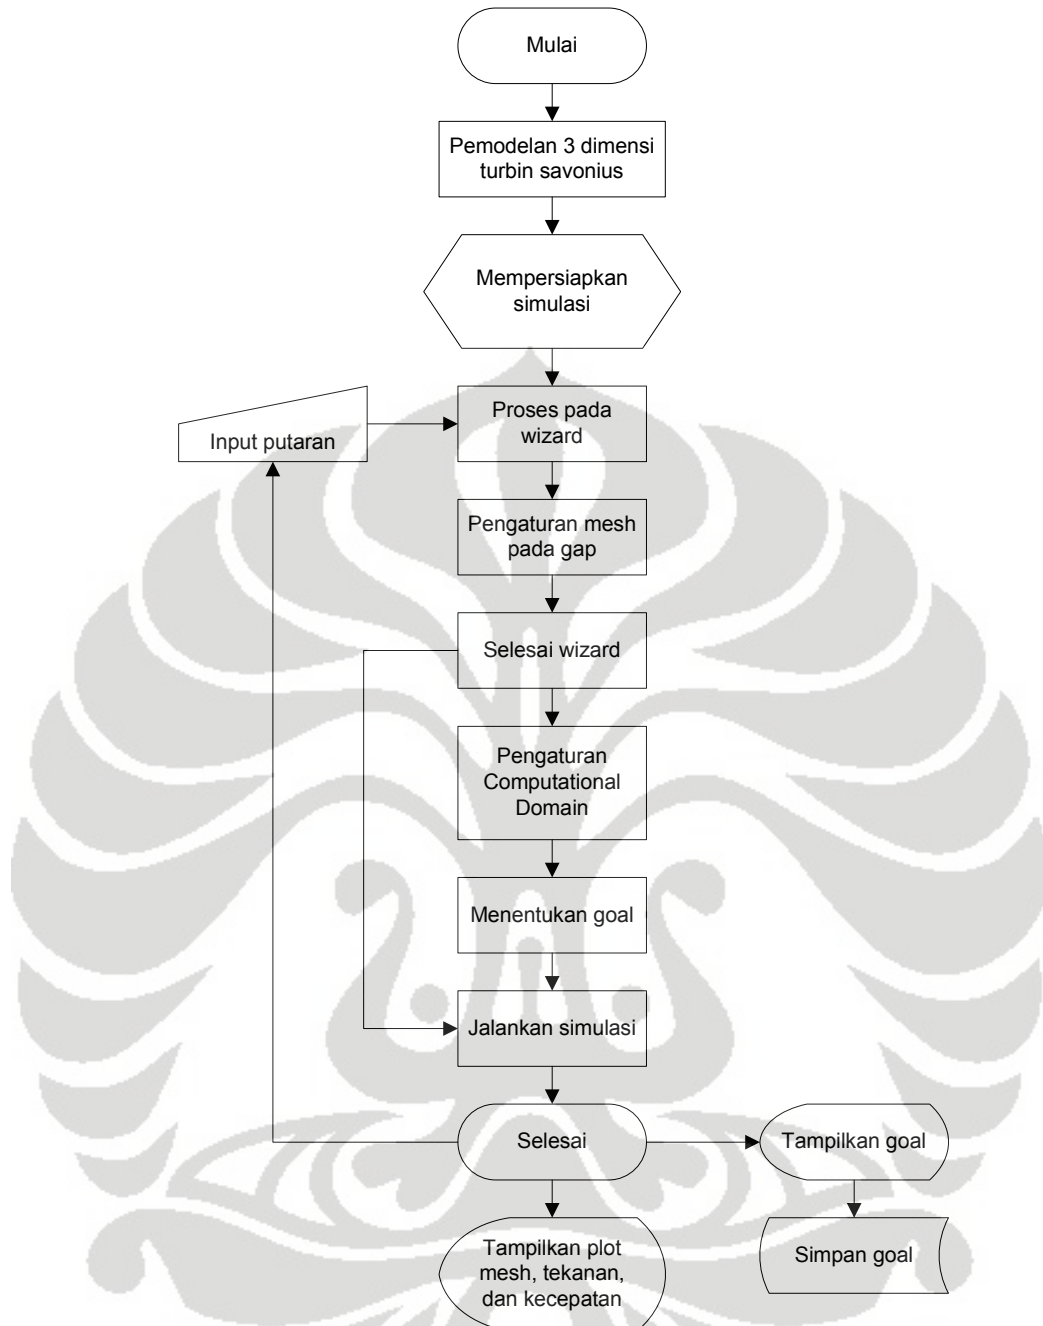 Mulai
Pemodelan 3 dimensi
turbin savonius
Mempersiapkan
simulasi
Input putaran
Proses pada
wizard
Pengaturan mesh
pada gap
Selesai wizard
Pengaturan
Computational
Domain
Menentukan goal
Jalankan simulasi
Selesai
Tampilkan goal
Tampilkan plot
mesh, tekanan,
dan kecepatan
Simpan goal